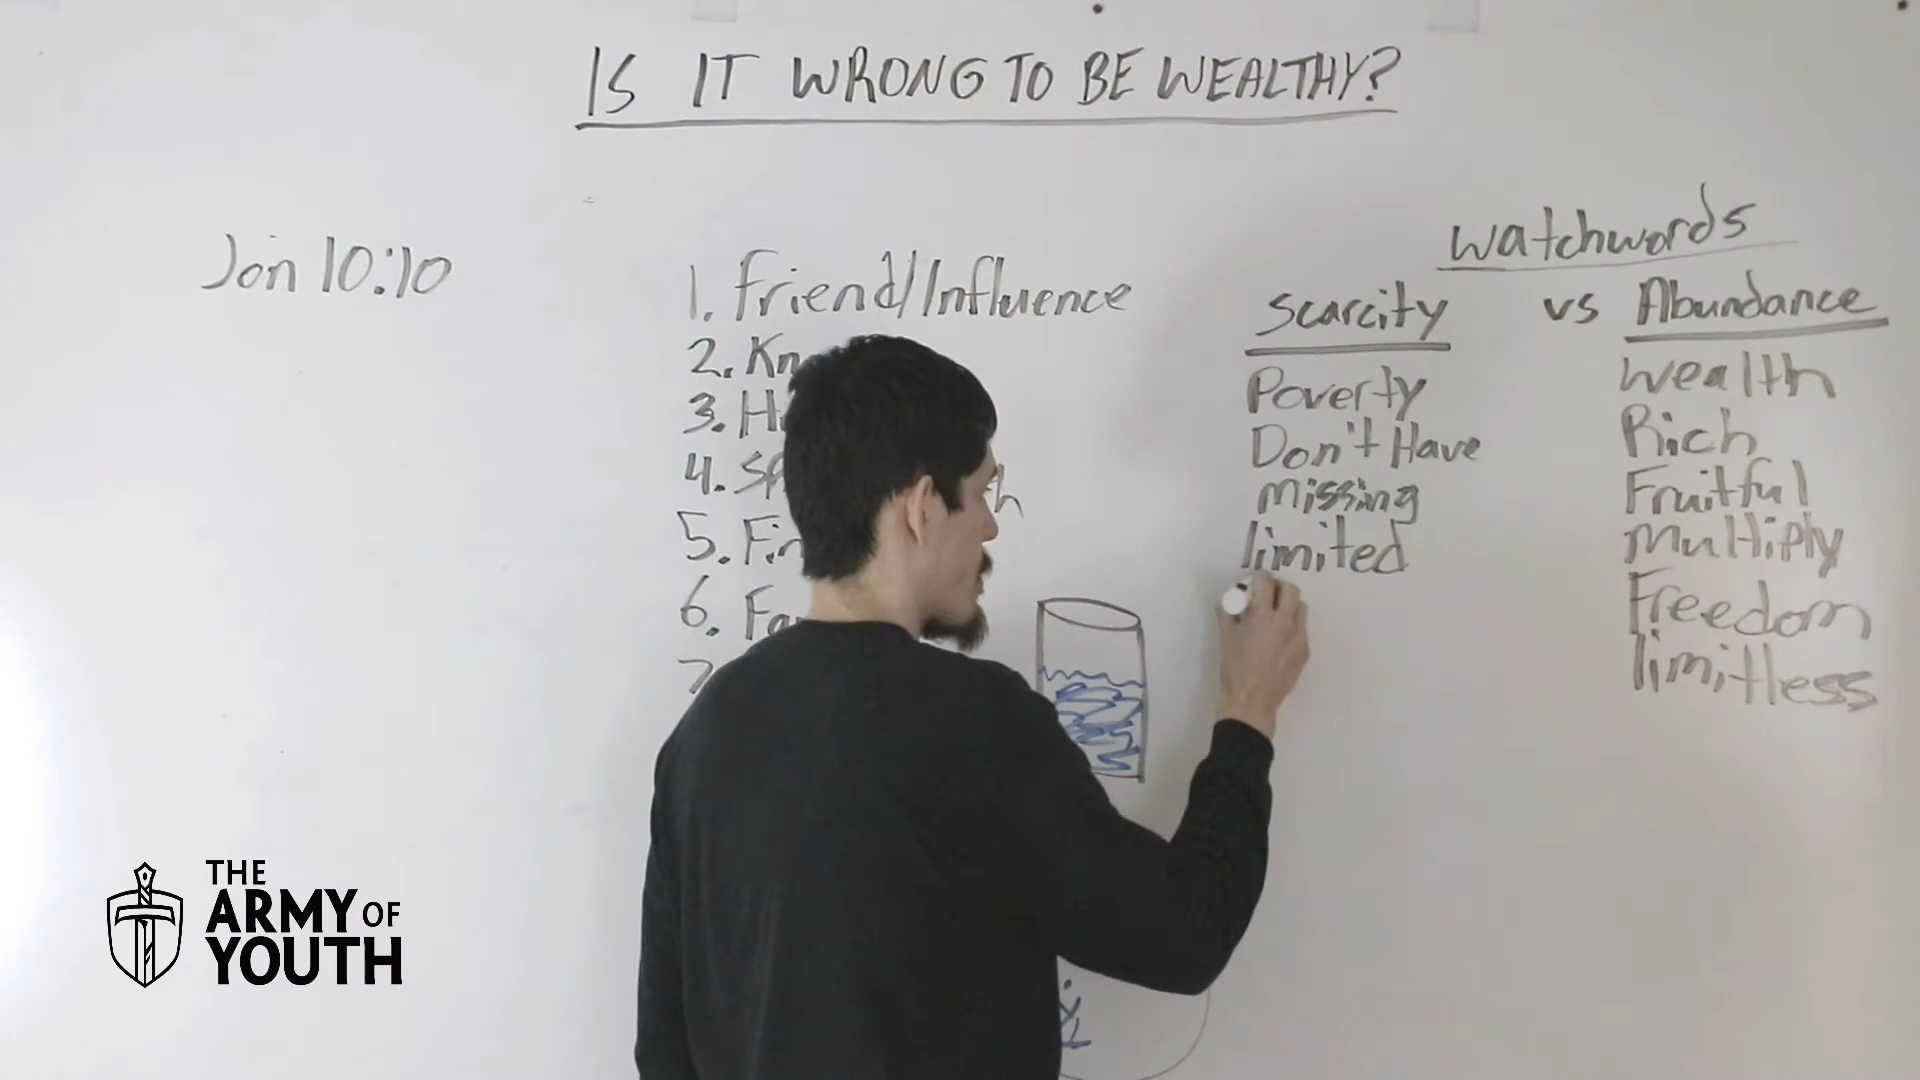 IS IT WRONG TO BE WEALTHY?
Jon 10:10
1. Friend/Influence
2. Kn
3. H
4. Sp h
5. Fin
6. Fa
7
Watchwords
Scarcity vs Abundance
Poverty
Don't Have
Missing
limited
Wealth
Rich
Fruitful
Multiply
Freedom
limitless
THE
ARMY OF
YOUTH